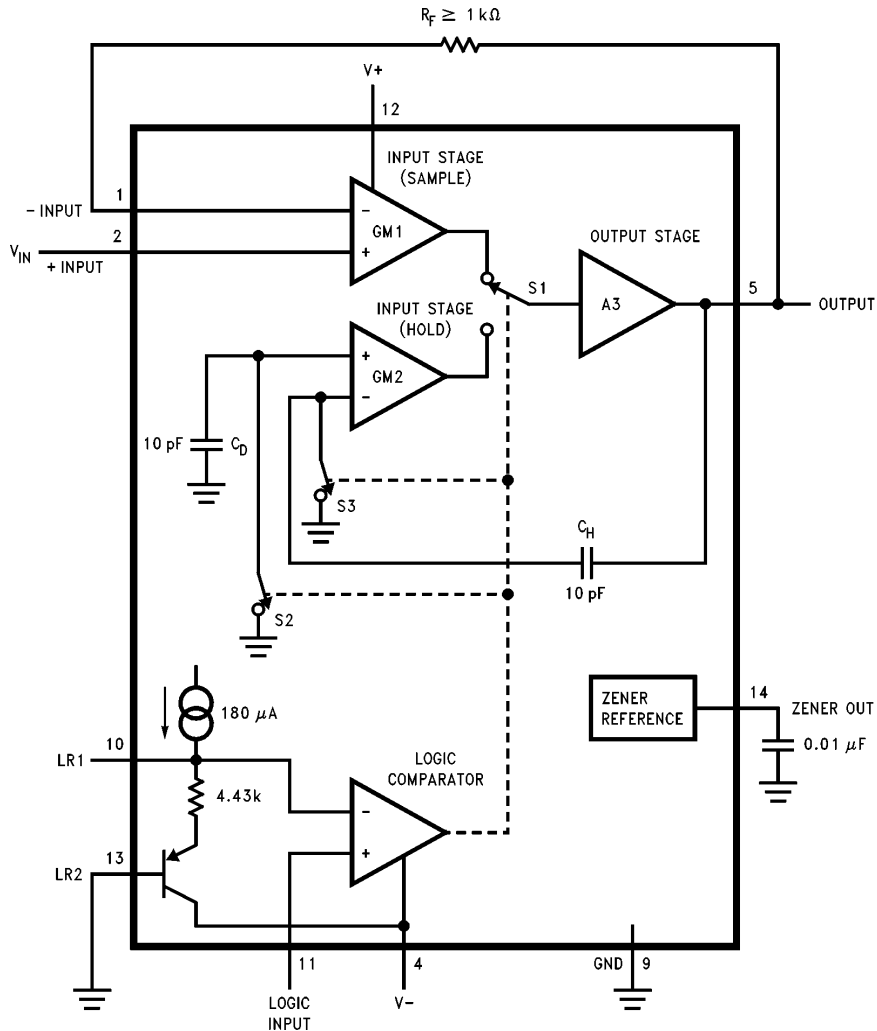 R_F ≥ 1 kΩ
V+
12
INPUT STAGE
(SAMPLE)
1
- INPUT
-
GM1
2
V_IN
+ INPUT
+
OUTPUT STAGE
S1
A3
5
OUTPUT
INPUT STAGE
(HOLD)
+
GM2
-
10 pF
C_D
S3
C_H
10 pF
S2
180 μA
10
LR1
4.43k
LOGIC
COMPARATOR
-
+
13
LR2
ZENER
REFERENCE
14
ZENER OUT
0.01 μF
11
LOGIC
INPUT
4
V-
GND
9